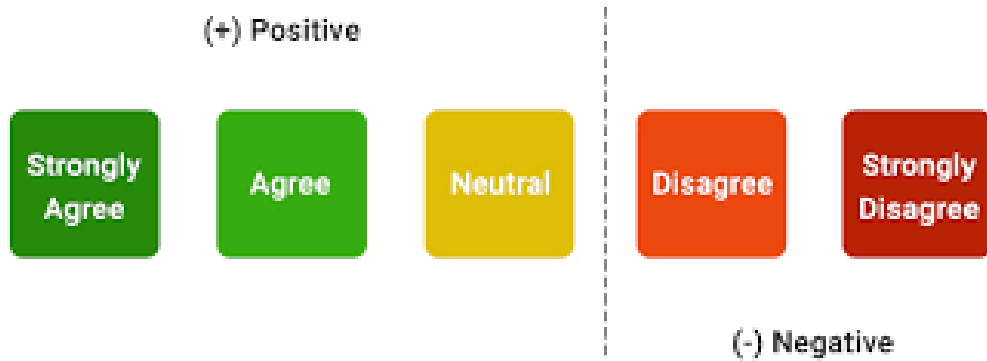 (+) Positive
Strongly
Agree
Agree
Neutral
Disagree
Strongly
Disagree
(-) Negative